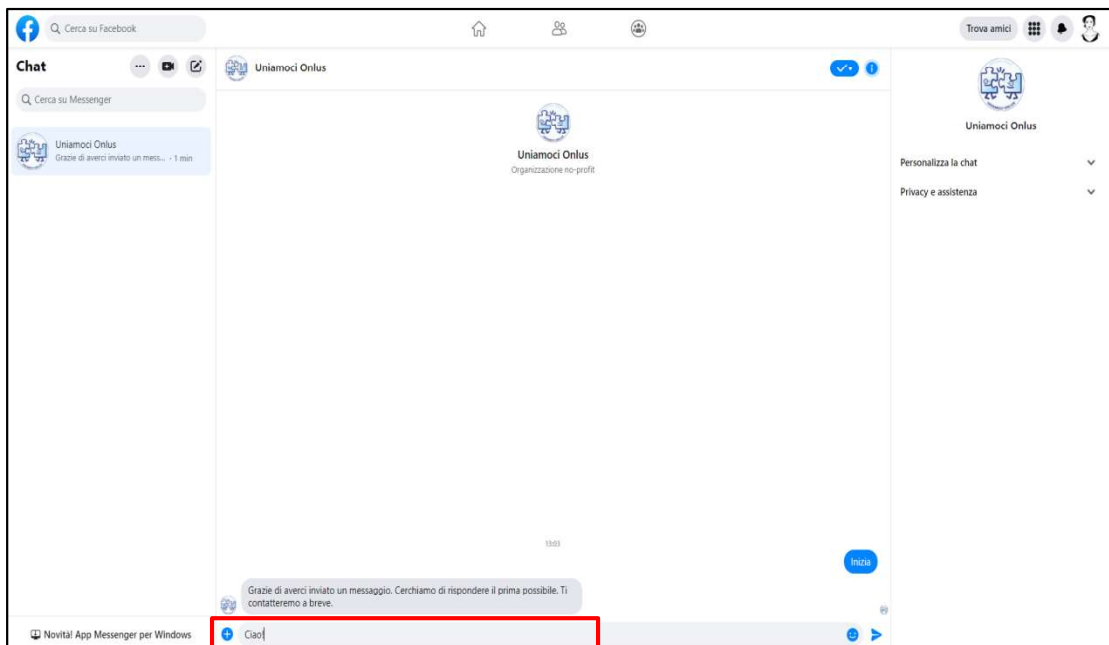 Cerca su Facebook
Trova amici
Chat
Cerca su Messenger
Uniamoci Onlus
Grazie di averci inviato un mess... · 1 min
Novità! App Messenger per Windows
Uniamoci Onlus
Uniamoci Onlus
Organizzazione no-profit
13:03
Inizia
Grazie di averci inviato un messaggio. Cerchiamo di rispondere il prima possibile. Ti
contatteremo a breve.
Ciao!
Uniamoci Onlus
Personalizza la chat
Privacy e assistenza